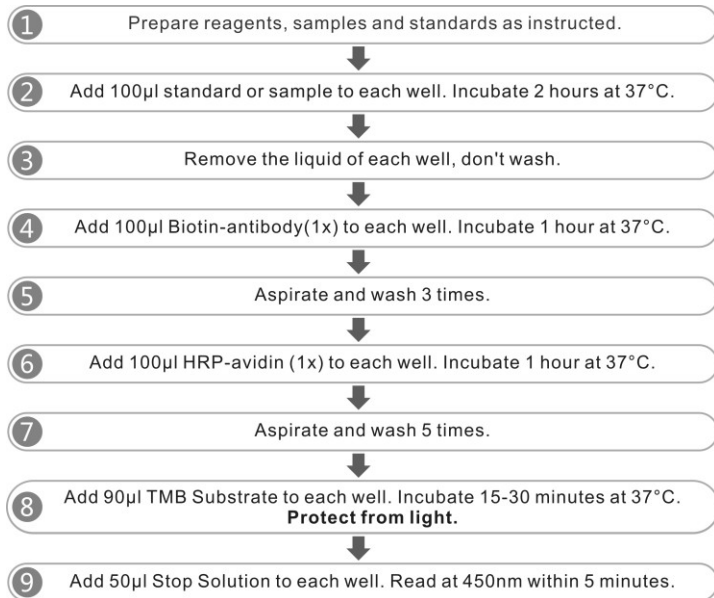 1 Prepare reagents, samples and standards as instructed.
2 Add 100μl standard or sample to each well. Incubate 2 hours at 37°C.
3 Remove the liquid of each well, don't wash.
4 Add 100μl Biotin-antibody(1x) to each well. Incubate 1 hour at 37°C.
5 Aspirate and wash 3 times.
6 Add 100μl HRP-avidin (1x) to each well. Incubate 1 hour at 37°C.
7 Aspirate and wash 5 times.
8 Add 90μl TMB Substrate to each well. Incubate 15-30 minutes at 37°C.
Protect from light.
9 Add 50μl Stop Solution to each well. Read at 450nm within 5 minutes.